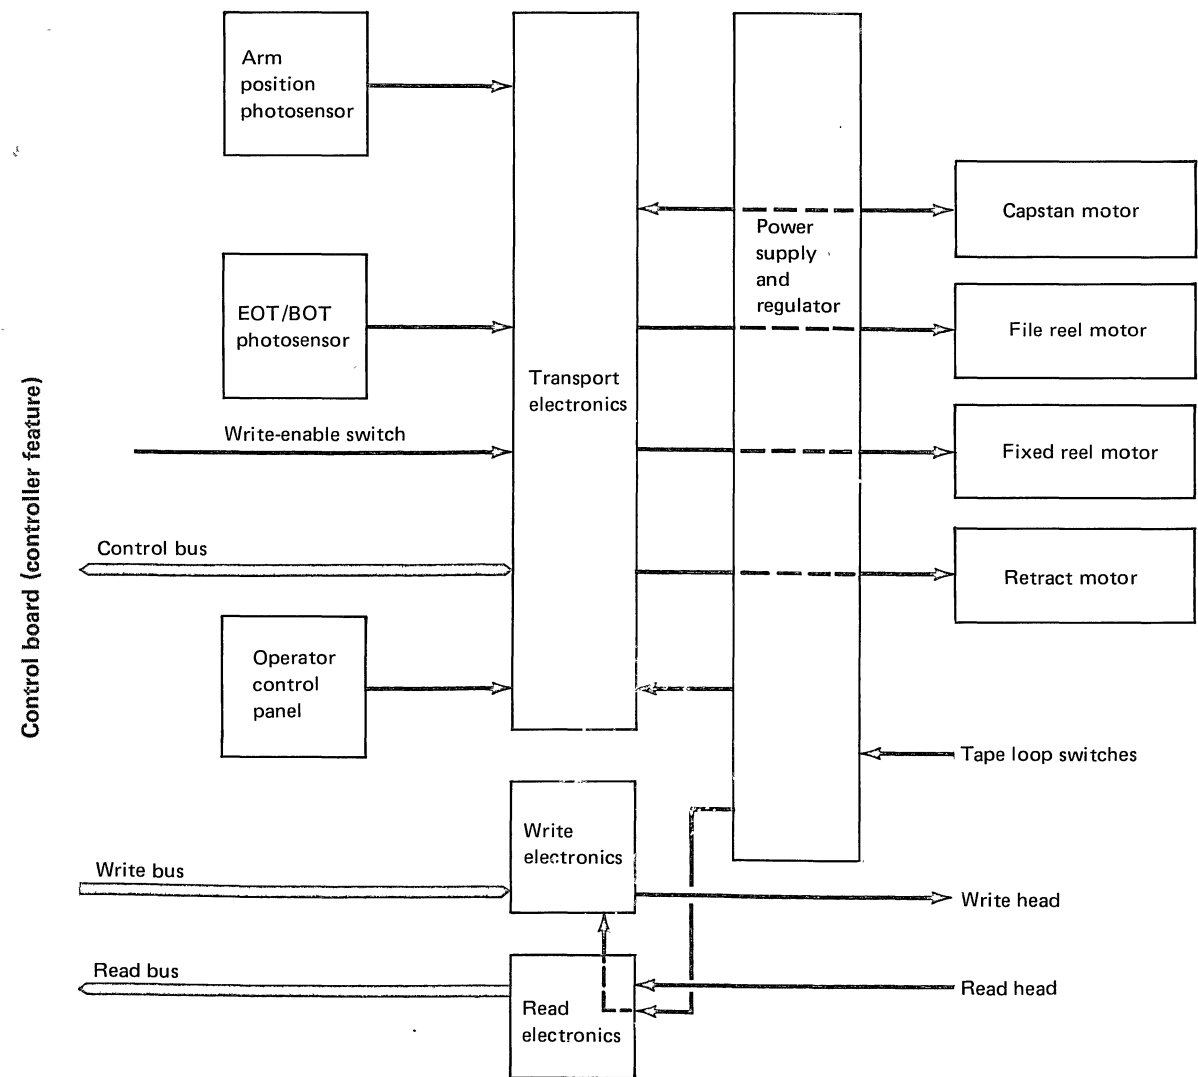 Arm
position
photosensor
Capstan motor
Power
supply
and
regulator
EOT/BOT
photosensor
File reel motor
Transport
electronics
Write-enable switch
Fixed reel motor
Control board (controller feature)
Control bus
Retract motor
Operator
control
panel
Tape loop switches
Write
electronics
Write bus
Write head
Read bus
Read head
Read
electronics